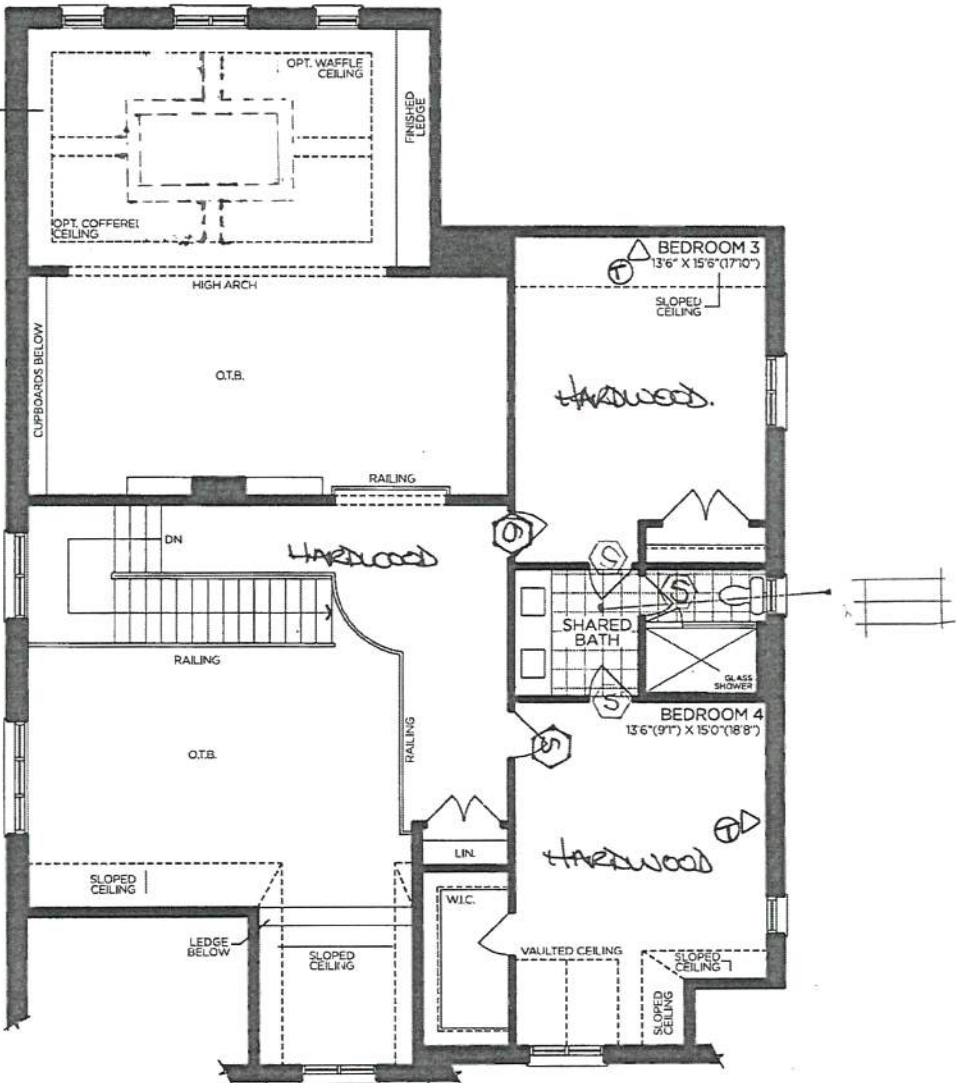 OPT. WAFFLE
CEILING
FINISHED
LEDGE
OPT. COFFERE
CEILING
HIGH ARCH
CUPBOARDS BELOW
O.T.B.
RAILING
BEDROOM 3
13'6" X 15'6"(17'10")
T
SLOPED
CEILING
HARDWOOD.
DN
HARDWOOD
6
S
S
SHARED
BATH
GLASS
SHOWER
S
RAILING
RAILING
O.T.B.
BEDROOM 4
13'6"(9'1") X 15'0"(18'8")
S
T
HARDWOOD
LIN.
W.I.C.
SLOPED
CEILING
LEDGE
BELOW
SLOPED
CEILING
VAULTED CEILING
SLOPED
CEILING
SLOPED
CEILING